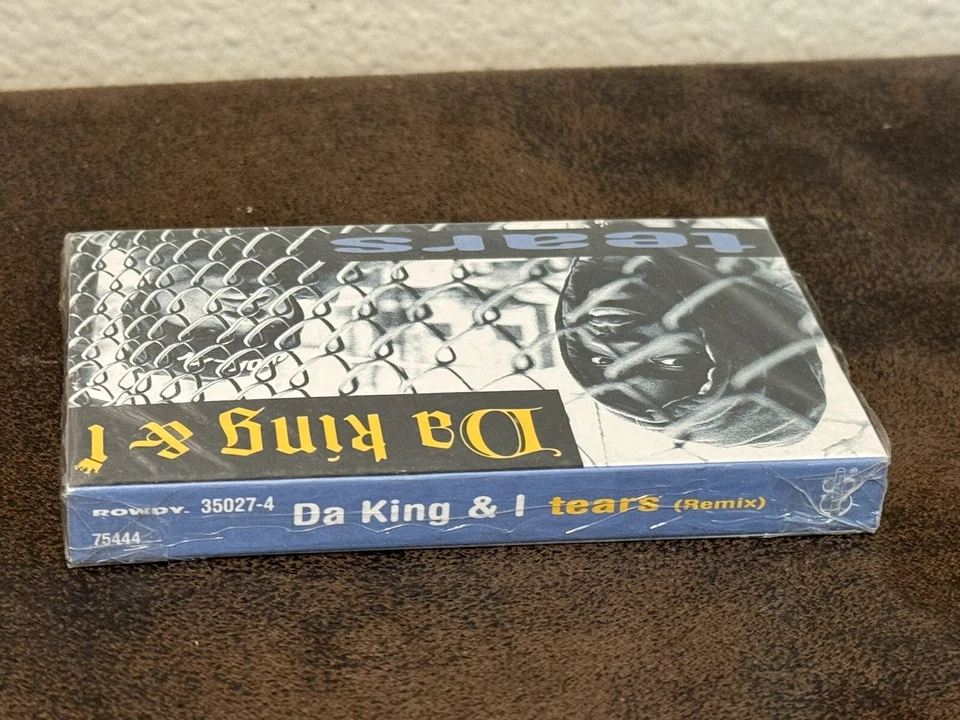 tears
Da King & I
ROWDY. 35027-4 Da King & I tears (Remix)
75444